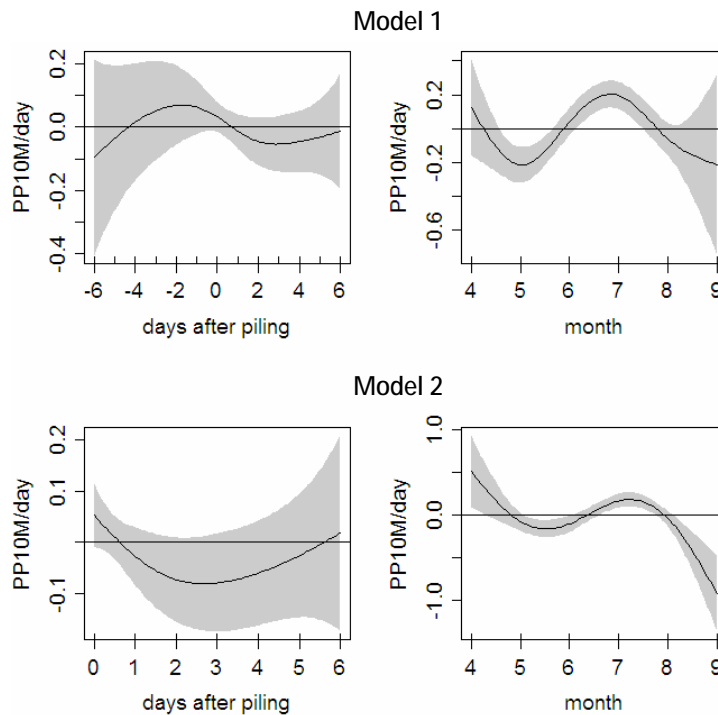 Model 1
PP10M/day
0.2
0.0
-0.2
-0.4
-6 -4 -2 0 2 4 6
days after piling
PP10M/day
0.2
-0.2
-0.6
4 5 6 7 8 9
month
Model 2
PP10M/day
0.2
0.1
-0.1
0 1 2 3 4 5 6
days after piling
PP10M/day
1.0
0.0
-1.0
4 5 6 7 8 9
month